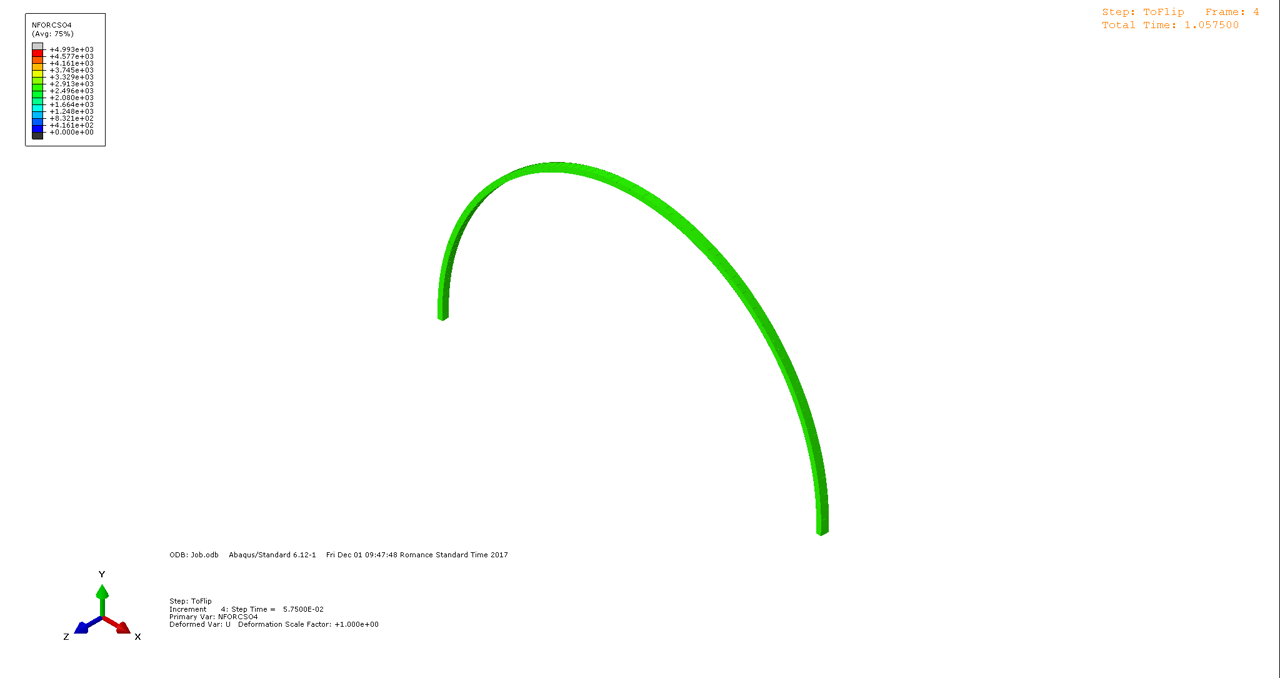 NFORCSO4
(Avg: 75%)
+4.993e+03
+4.577e+03
+4.161e+03
+3.745e+03
+3.329e+03
+2.913e+03
+2.496e+03
+2.080e+03
+1.664e+03
+1.248e+03
+8.321e+02
+4.161e+02
+0.000e+00
Step: ToFlip Frame: 4
Total Time: 1.057500
ODB: Job.odb Abaqus/Standard 6.12-1 Fri Dec 01 09:47:48 Romance Standard Time 2017
Y
Z
X
Step: ToFlip
Increment 4: Step Time = 5.7500E-02
Primary Var: NFORCSO4
Deformed Var: U Deformation Scale Factor: +1.000e+00